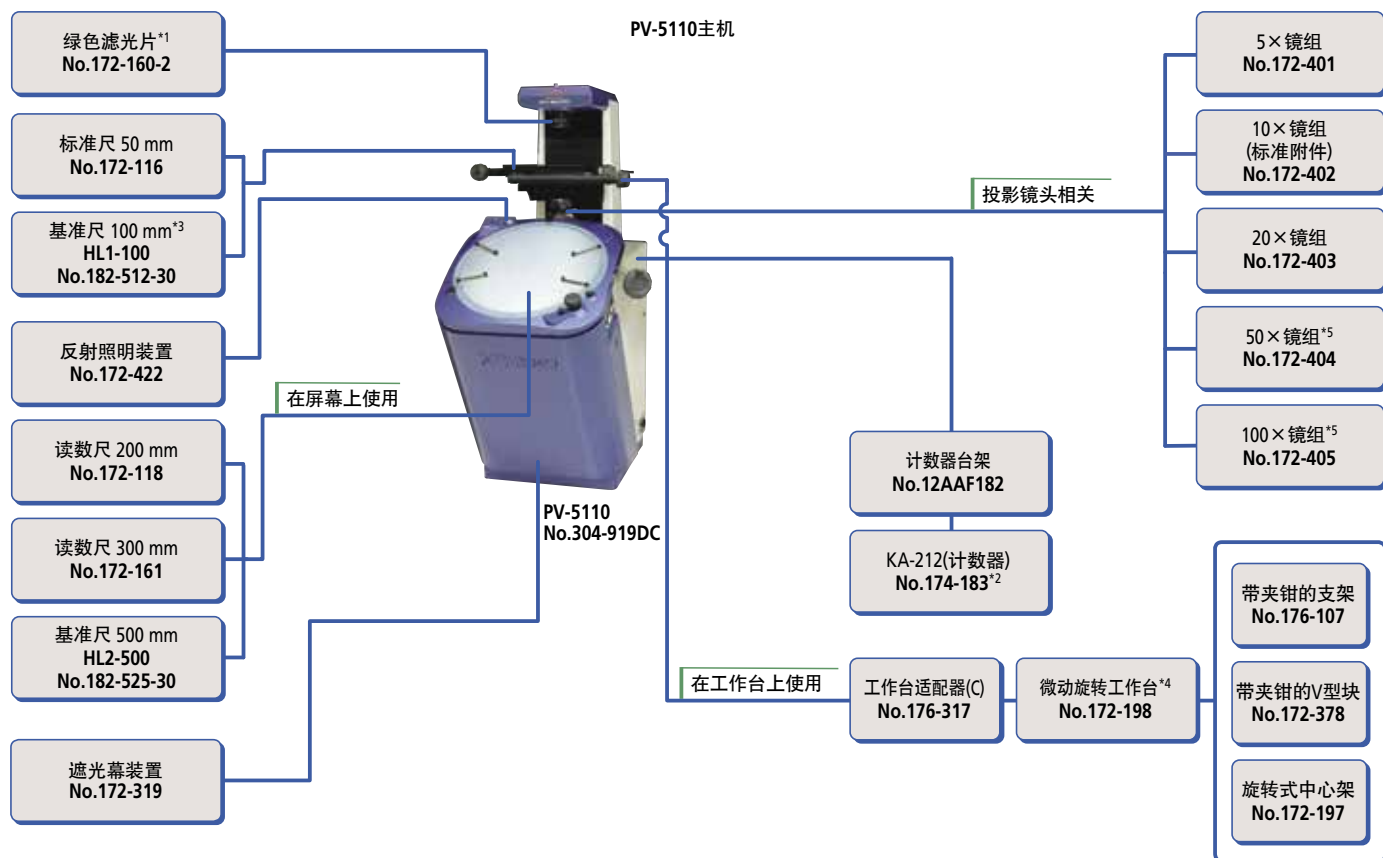 PV-5110主机
绿色滤光片*1
No.172-160-2
标准尺 50 mm
No.172-116
基准尺 100 mm*3
HL1-100
No.182-512-30
反射照明装置
No.172-422
在屏幕上使用
读数尺 200 mm
No.172-118
读数尺 300 mm
No.172-161
基准尺 500 mm
HL2-500
No.182-525-30
遮光幕装置
No.172-319
PV-5110
No.304-919DC
投影镜头相关
5×镜组
No.172-401
10×镜组
(标准附件)
No.172-402
20×镜组
No.172-403
50×镜组*5
No.172-404
100×镜组*5
No.172-405
计数器台架
No.12AAF182
KA-212(计数器)
No.174-183*2
在工作台上使用
工作台适配器(C)
No.176-317
微动旋转工作台*4
No.172-198
带夹钳的支架
No.176-107
带夹钳的V型块
No.172-378
旋转式中心架
No.172-197